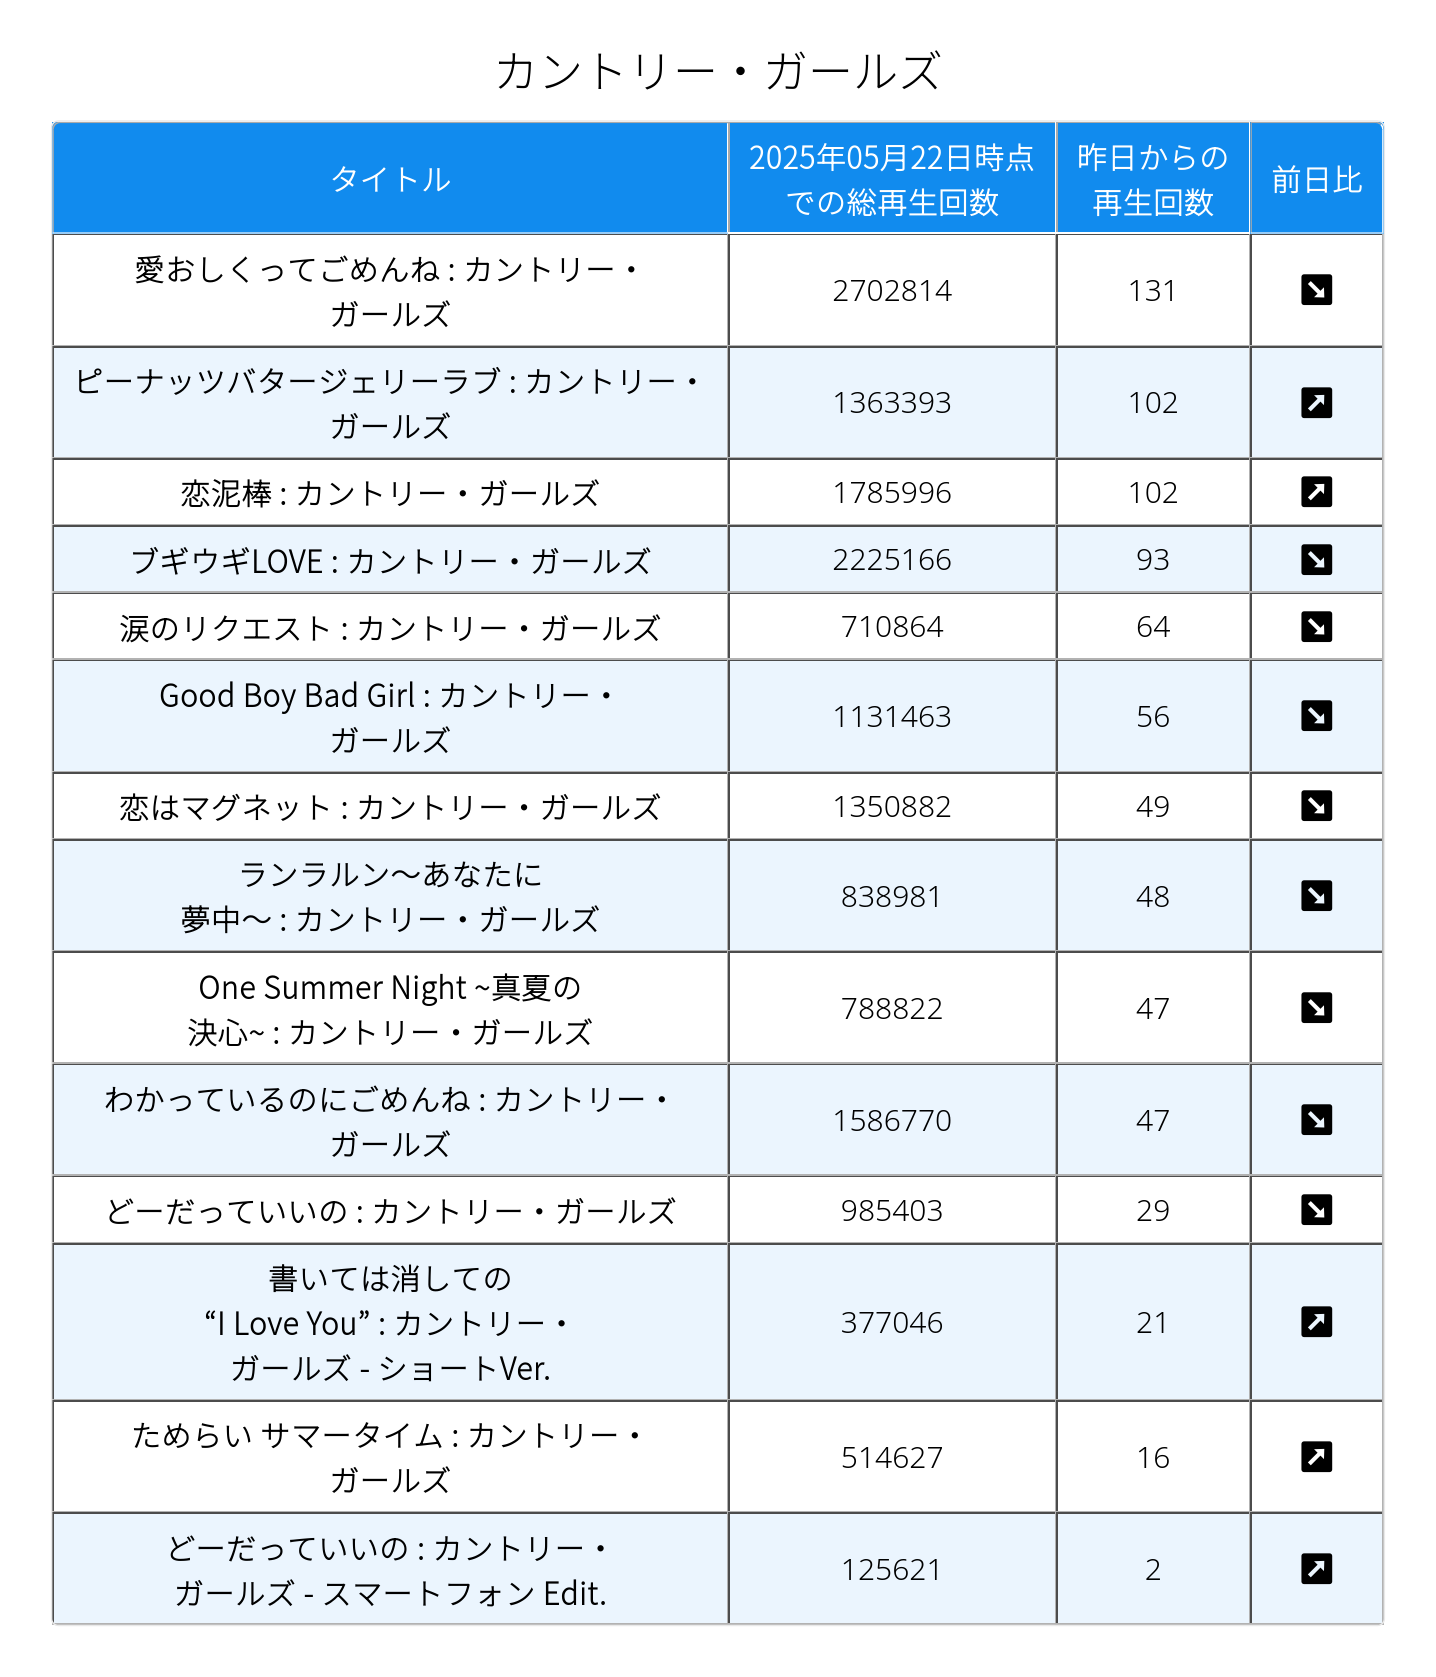 カントリー・ガールズ
タイトル
2025年05月22日時点
での総再生回数
昨日からの
再生回数
前日比
愛おしくってごめんね : カントリー・
ガールズ
2702814
131
ピーナッツバタージェリーラブ : カントリー・
ガールズ
1363393
102
恋泥棒 : カントリー・ガールズ
1785996
102
ブギウギLOVE : カントリー・ガールズ
2225166
93
涙のリクエスト : カントリー・ガールズ
710864
64
Good Boy Bad Girl : カントリー・
ガールズ
1131463
56
恋はマグネット : カントリー・ガールズ
1350882
49
ランラルン〜あなたに
夢中〜 : カントリー・ガールズ
838981
48
One Summer Night ~真夏の
決心~ : カントリー・ガールズ
788822
47
わかっているのにごめんね : カントリー・
ガールズ
1586770
47
どーだっていいの : カントリー・ガールズ
985403
29
書いては消しての
“I Love You” : カントリー・
ガールズ - ショートVer.
377046
21
ためらい サマータイム : カントリー・
ガールズ
514627
16
どーだっていいの : カントリー・
ガールズ - スマートフォン Edit.
125621
2